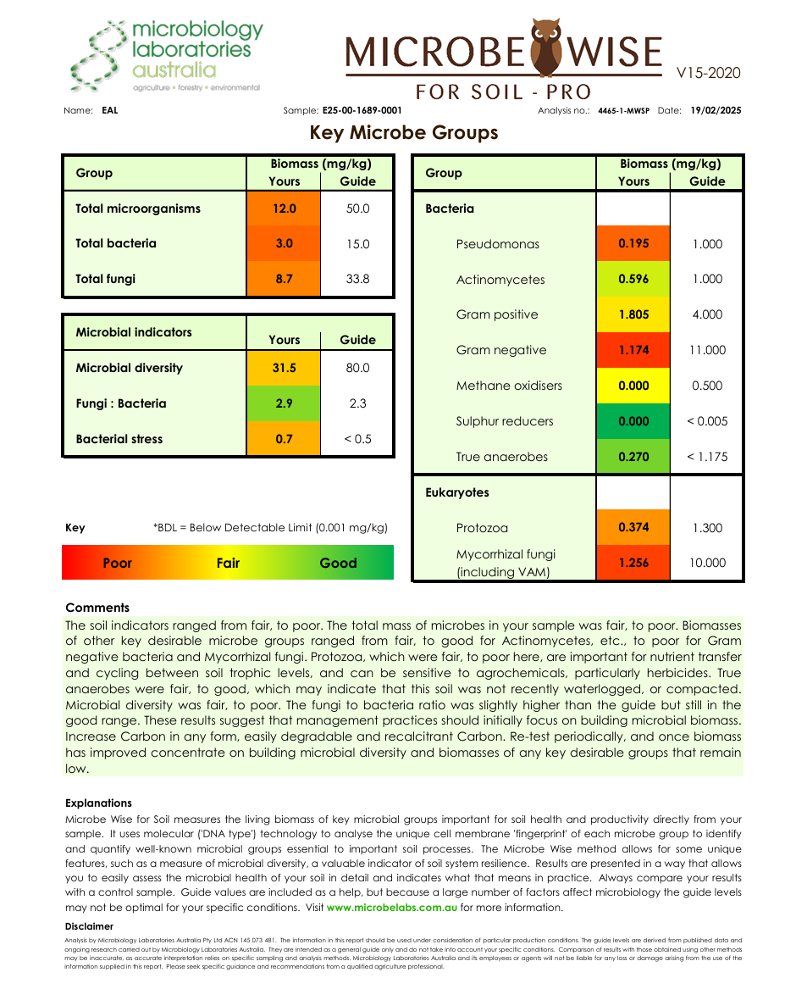 microbiology
laboratories
australia
agriculture • forestry • environmental
MICROBE WISE
FOR SOIL - PRO
V15-2020
Name: EAL Sample: E25-00-1689-0001 Analysis no.: 4465-1-MWSP Date: 19/02/2025
Key Microbe Groups
Group Biomass (mg/kg)
Yours Guide
Total microorganisms 12.0 50.0
Total bacteria 3.0 15.0
Total fungi 8.7 33.8
Microbial indicators Yours Guide
Microbial diversity 31.5 80.0
Fungi : Bacteria 2.9 2.3
Bacterial stress 0.7 < 0.5
Key *BDL = Below Detectable Limit (0.001 mg/kg)
Poor Fair Good
Group Biomass (mg/kg)
Yours Guide
Bacteria
Pseudomonas 0.195 1.000
Actinomycetes 0.596 1.000
Gram positive 1.805 4.000
Gram negative 1.174 11.000
Methane oxidisers 0.000 0.500
Sulphur reducers 0.000 < 0.005
True anaerobes 0.270 < 1.175
Eukaryotes
Protozoa 0.374 1.300
Mycorrhizal fungi
(including VAM) 1.256 10.000
Comments
The soil indicators ranged from fair, to poor. The total mass of microbes in your sample was fair, to poor. Biomasses
of other key desirable microbe groups ranged from fair, to good for Actinomycetes, etc., to poor for Gram
negative bacteria and Mycorrhizal fungi. Protozoa, which were fair, to poor here, are important for nutrient transfer
and cycling between soil trophic levels, and can be sensitive to agrochemicals, particularly herbicides. True
anaerobes were fair, to good, which may indicate that this soil was not recently waterlogged, or compacted.
Microbial diversity was fair, to poor. The fungi to bacteria ratio was slightly higher than the guide but still in the
good range. These results suggest that management practices should initially focus on building microbial biomass.
Increase Carbon in any form, easily degradable and recalcitrant Carbon. Re-test periodically, and once biomass
has improved concentrate on building microbial diversity and biomasses of any key desirable groups that remain
low.
Explanations
Microbe Wise for Soil measures the living biomass of key microbial groups important for soil health and productivity directly from your
sample. It uses molecular ('DNA type') technology to analyse the unique cell membrane 'fingerprint' of each microbe group to identify
and quantify well-known microbial groups essential to important soil processes. The Microbe Wise method allows for some unique
features, such as a measure of microbial diversity, a valuable indicator of soil system resilience. Results are presented in a way that allows
you to easily assess the microbial health of your soil in detail and indicates what that means in practice. Always compare your results
with a control sample. Guide values are included as a help, but because a large number of factors affect microbiology the guide levels
may not be optimal for your specific conditions. Visit www.microbelabs.com.au for more information.
Disclaimer
Analysis by Microbiology Laboratories Australia Pty Ltd ACN 145 073 481. The information in this report should be used under consideration of particular production conditions. The guide levels are derived from published data and
ongoing research carried out by Microbiology Laboratories Australia. They are intended as a general guide only and do not take into account your specific conditions. Comparison of results with those obtained using other methods
may be inaccurate, as accurate interpretation relies on specific sampling and analysis methods. Microbiology Laboratories Australia and its employees or agents will not be liable for any loss or damage arising from the use of the
information supplied in this report. Please seek specific guidance and recommendations from a qualified agriculture professional.